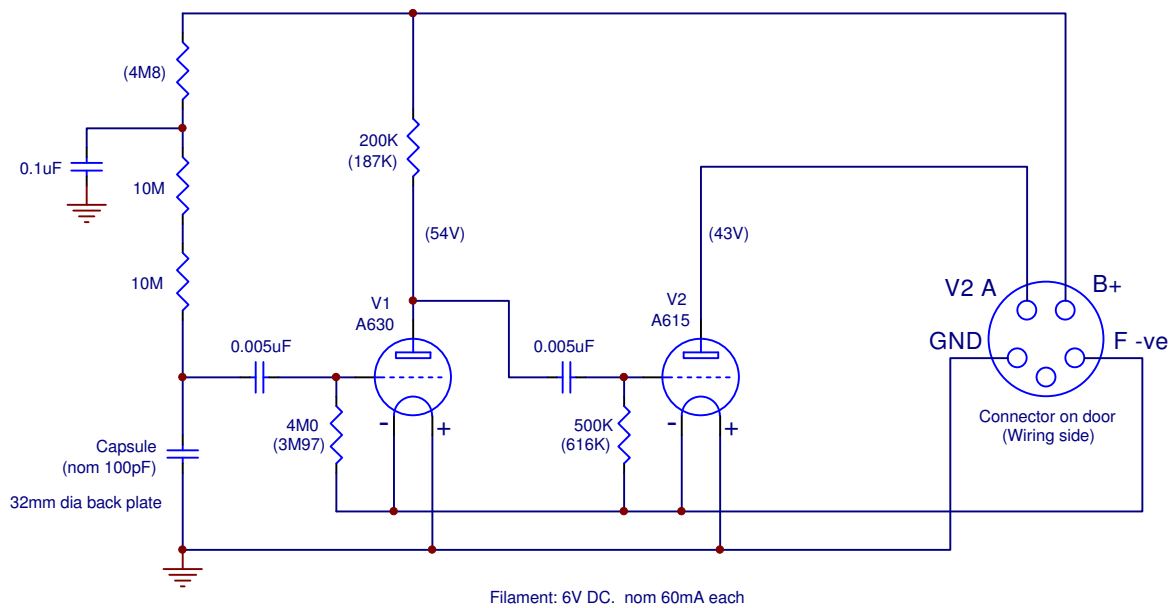 (4M8)
0.1uF
10M
10M
200K
(187K)
(54V)
(43V)
V1
A630
V2
A615
V2 A
B+
GND
F -ve
0.005uF
0.005uF
4M0
(3M97)
-
+
500K
(616K)
-
+
Connector on door
(Wiring side)
Capsule
(nom 100pF)
32mm dia back plate
Filament: 6V DC. nom 60mA each